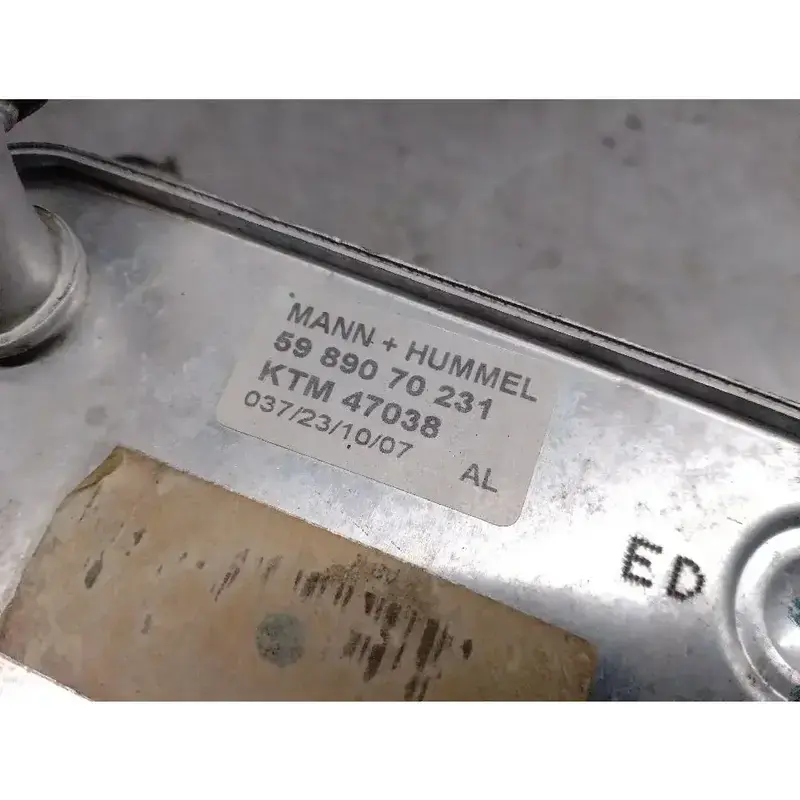 MANN + HUMMEL
59 890 70 231
KTM 47038
037/23/10/07
AL
ED